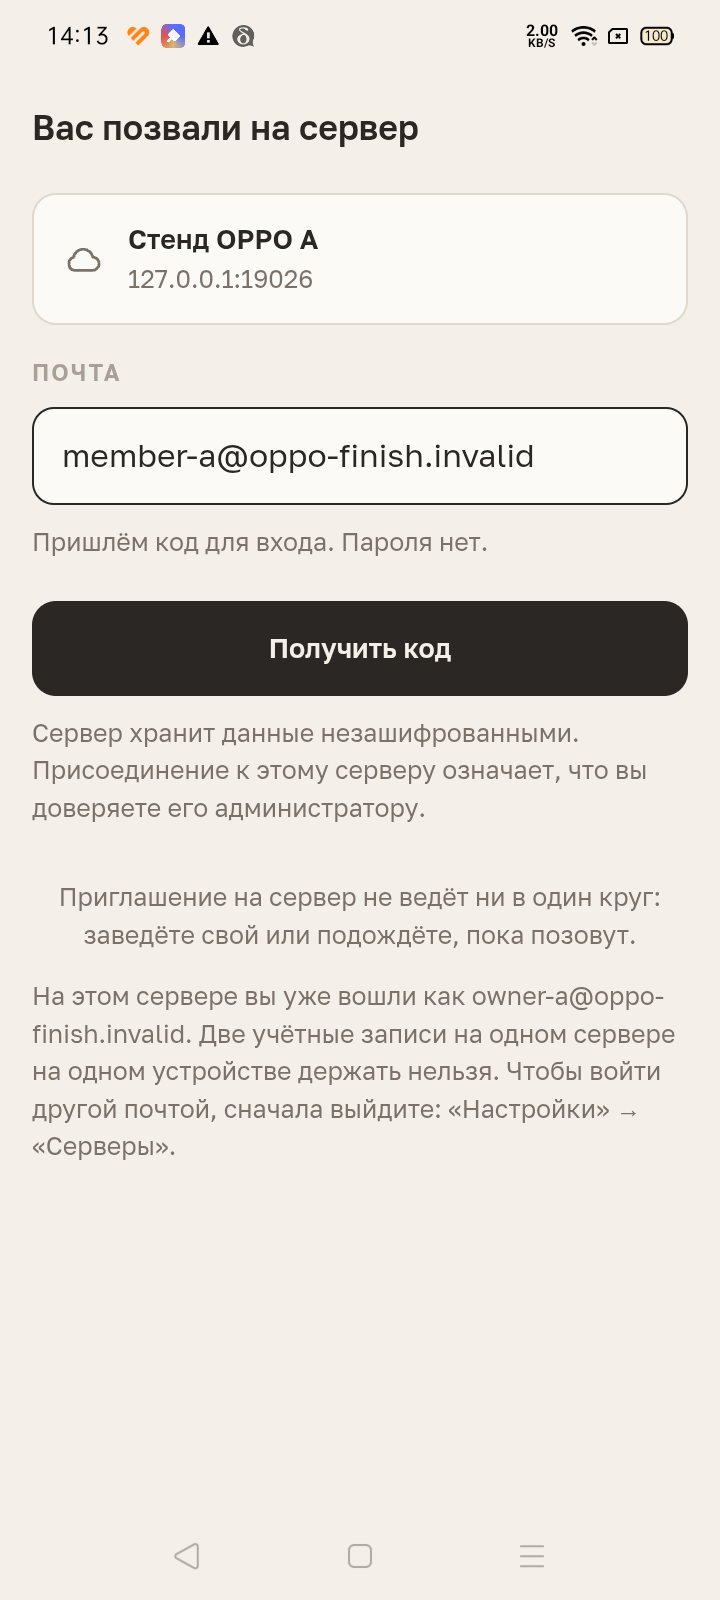 14:13
2.00
KB/S
100
Вас позвали на сервер
Стенд OPPO A
127.0.0.1:19026
ПОЧТА
member-a@oppo-finish.invalid
Пришлём код для входа. Пароля нет.
Получить код
Сервер хранит данные незашифрованными.
Присоединение к этому серверу означает, что вы
доверяете его администратору.
Приглашение на сервер не ведёт ни в один круг:
заведёте свой или подождёте, пока позовут.
На этом сервере вы уже вошли как owner-a@oppo-
finish.invalid. Две учётные записи на одном сервере
на одном устройстве держать нельзя. Чтобы войти
другой почтой, сначала выйдите: «Настройки» →
«Серверы».